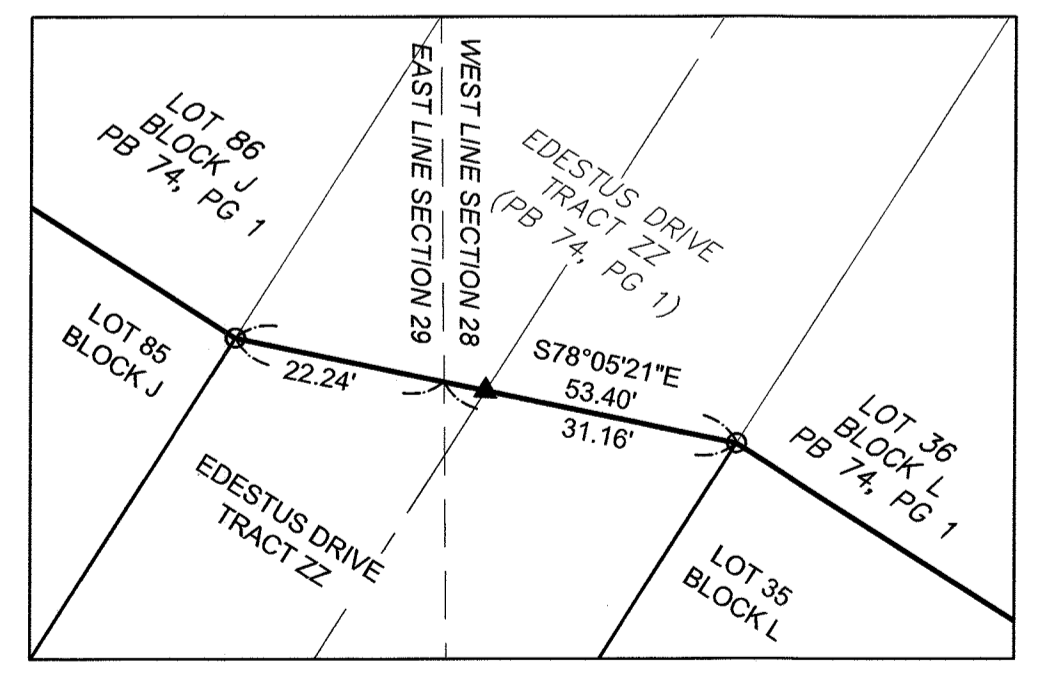 LOT 86
BLOCK J
PB 74, PG 1
EAST LINE SECTION 29
WEST LINE SECTION 28
EDESTUS DRIVE
TRACT ZZ
(PB 74, PG 1)
LOT 85
BLOCK J
22.24'
S78°05'21"E
53.40'
31.16'
LOT 36
BLOCK L
PB 74, PG 1
EDESTUS DRIVE
TRACT ZZ
LOT 35
BLOCK L